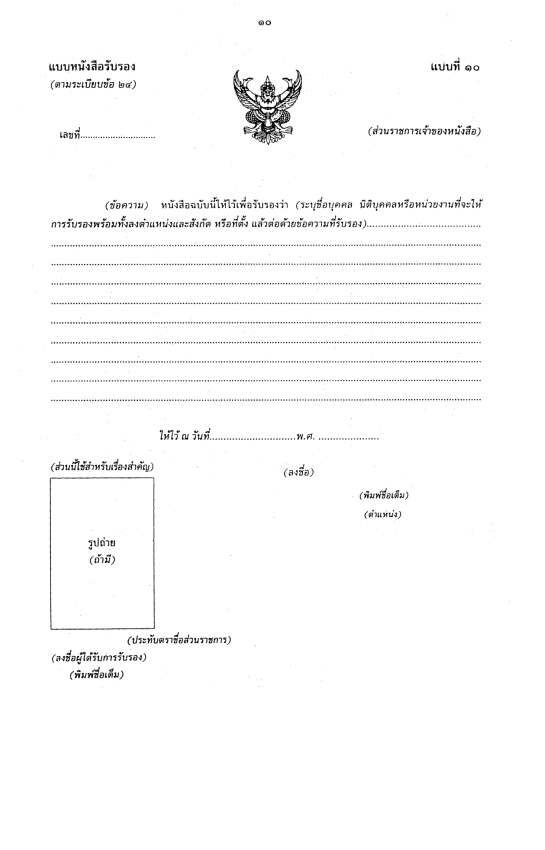 ๑๐
แบบหนังสือรับรอง
แบบที่ ๑๐
(ตามระเบียบข้อ ๒๔)
เลขที่............................
(ส่วนราชการเจ้าของหนังสือ)
(ข้อความ) หนังสือฉบับนี้ให้ไว้เพื่อรับรองว่า (ระบุชื่อบุคคล นิติบุคคลหรือหน่วยงานที่จะให้
การรับรองพร้อมทั้งลงตำแหน่งและสังกัด หรือที่ตั้ง แล้วต่อด้วยข้อความที่รับรอง)........................................
ให้ไว้ ณ วันที่................................พ.ศ. ......................
(ส่วนนี้ใช้สำหรับเรื่องสำคัญ)
(ลงชื่อ)
(พิมพ์ชื่อเต็ม)
(ตำแหน่ง)
รูปถ่าย
(ถ้ามี)
(ประทับตราชื่อส่วนราชการ)
(ลงชื่อผู้ได้รับการรับรอง)
(พิมพ์ชื่อเต็ม)